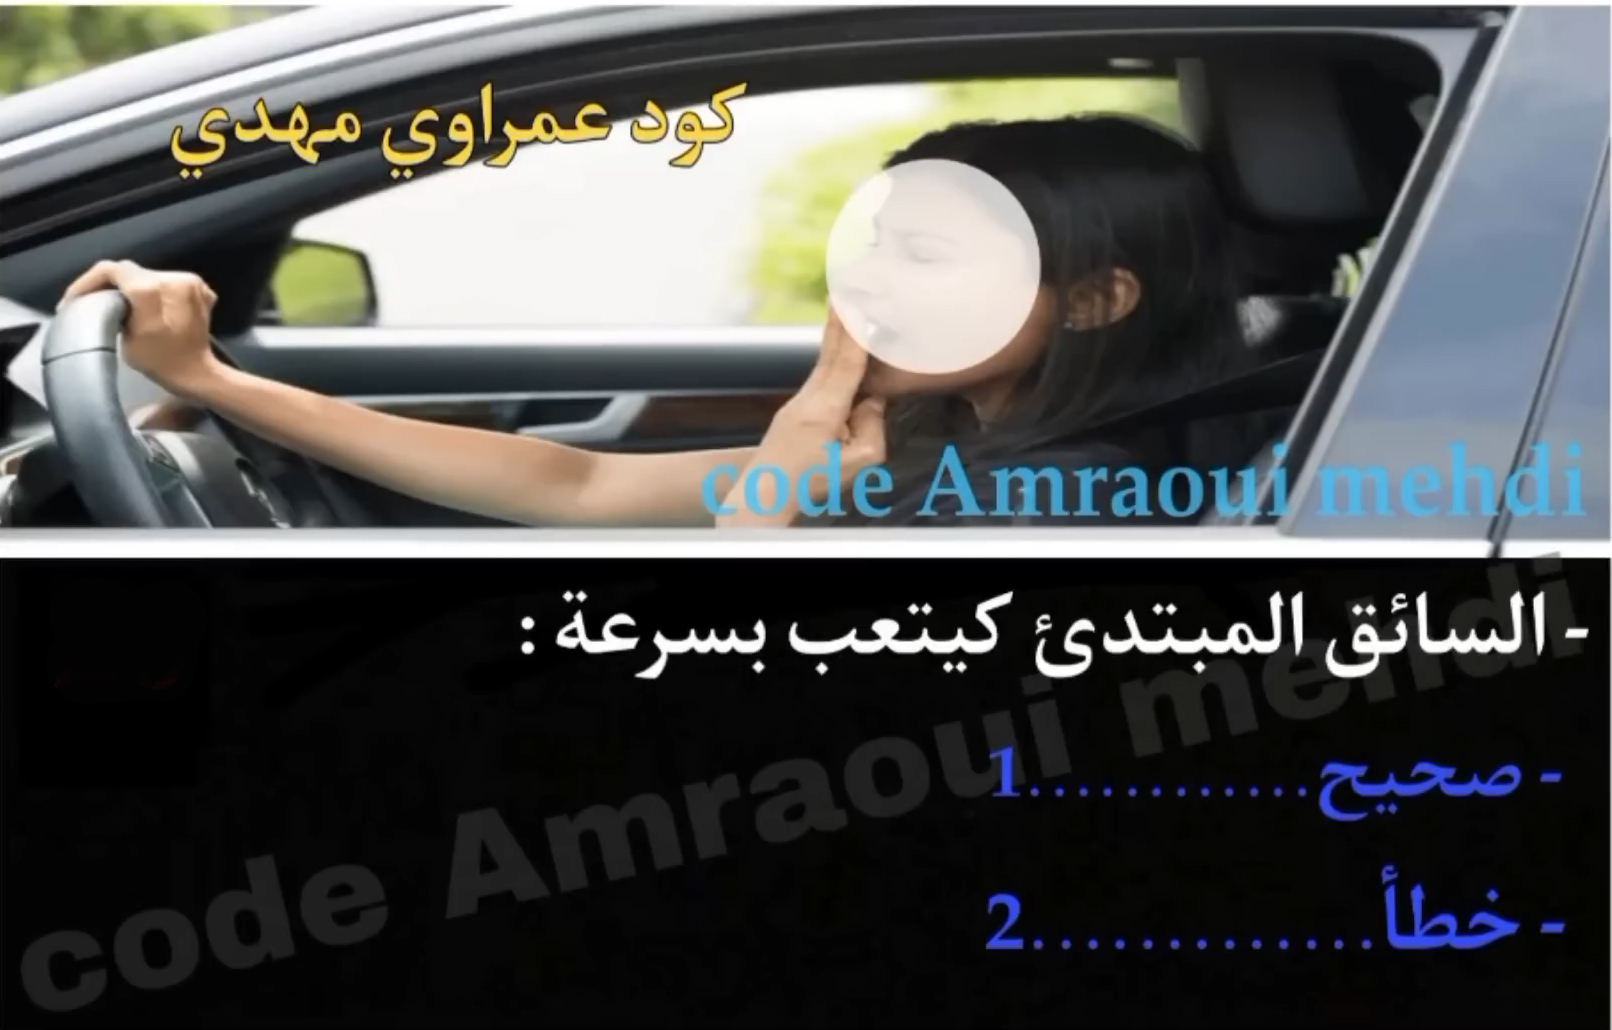 كود عمراوي مهدي
code Amraoui mehdi
- السائق المبتدئ كيتعب بسرعة :
- صحيح............1
- خطأ.............2
code Amraoui mehdi